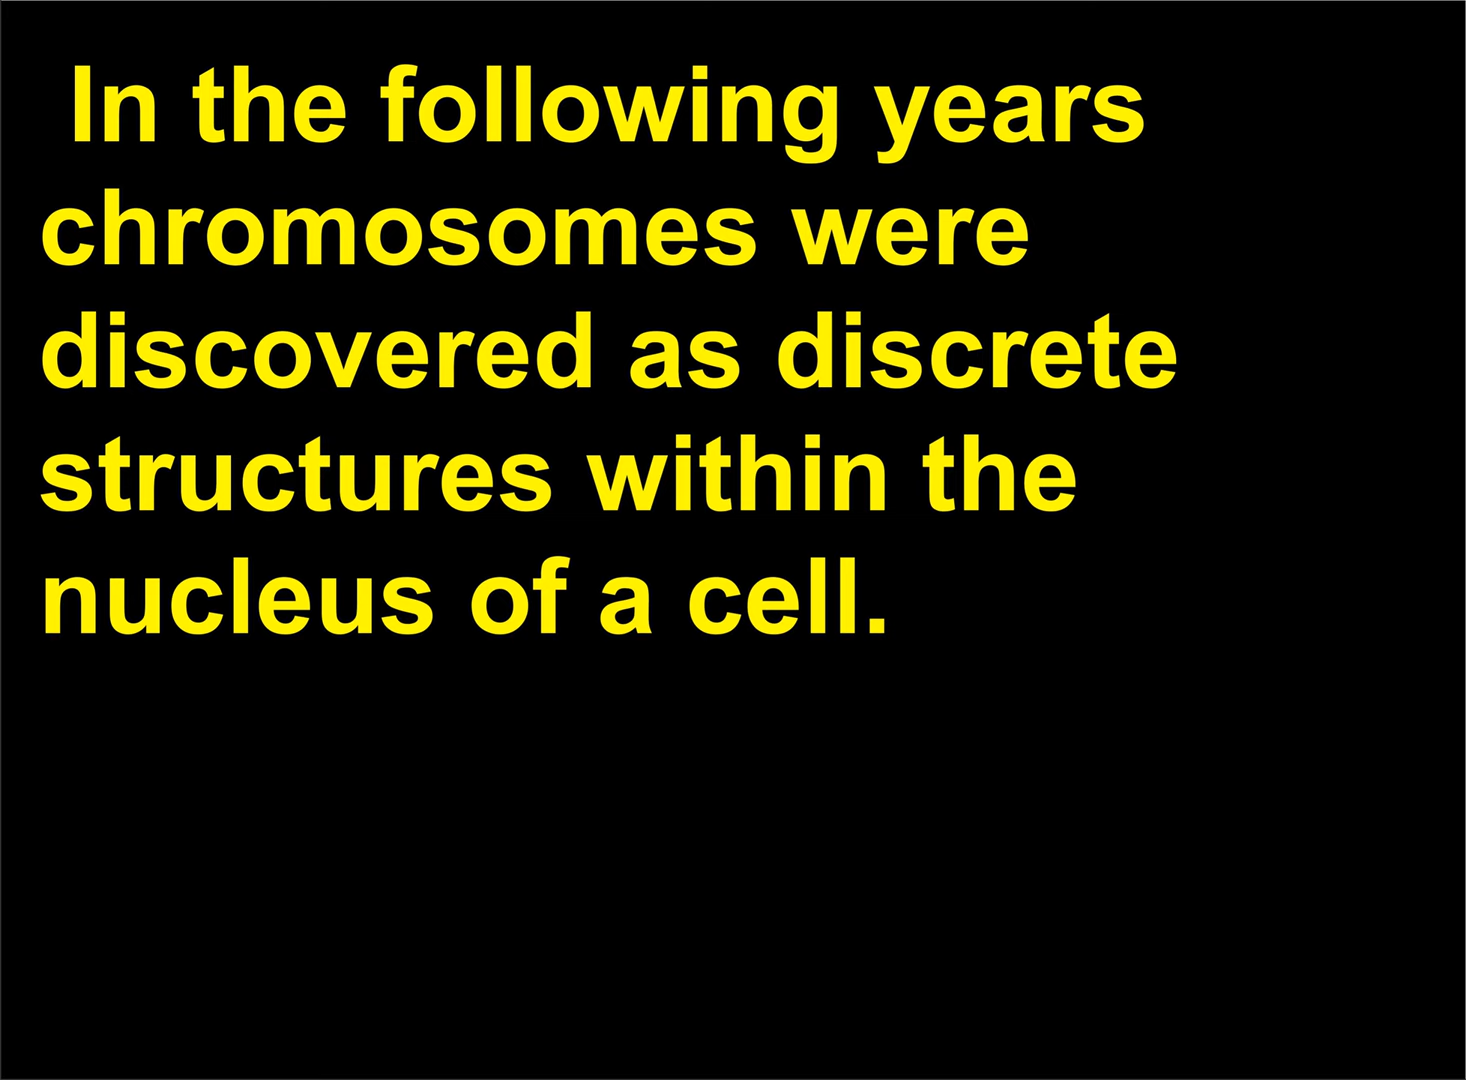 In the following years
chromosomes were
discovered as discrete
structures within the
nucleus of a cell.